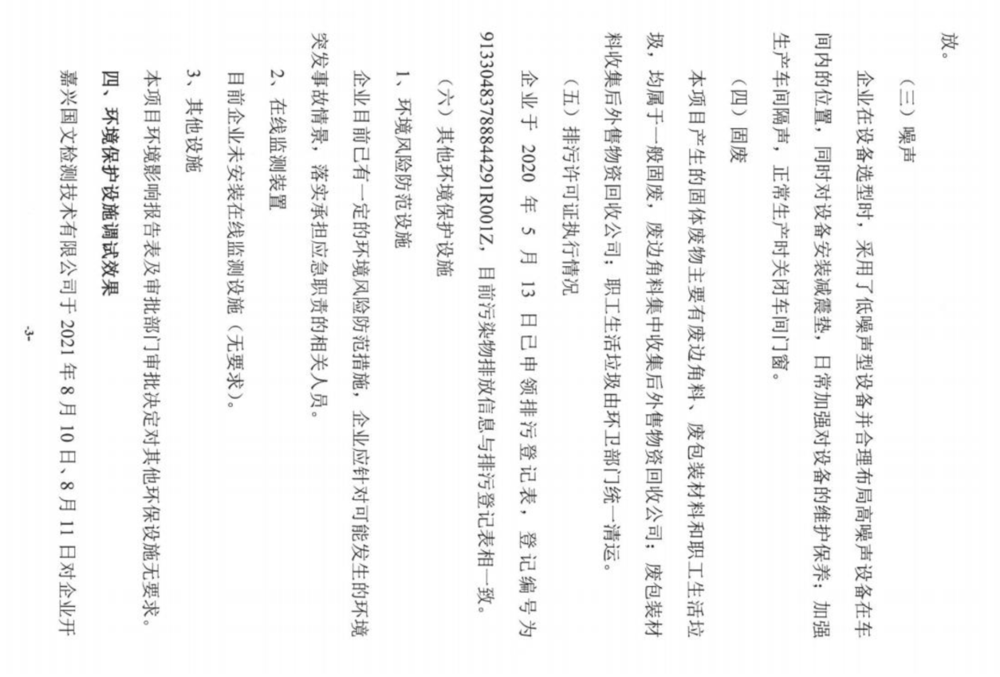 放。
（三）噪声
企业在设备选型时，采用了低噪声型设备并合理布局高噪声设备在车
间内的位置，同时对设备安装减震垫，日常加强对设备的维护保养；加强
生产车间隔声，正常生产时关闭车间门窗。
（四）固废
本项目产生的固体废物主要有废边角料、废包装材料和职工生活垃
圾，均属于一般固废，废边角料集中收集后外售物资回收公司；废包装材
料收集后外售物资回收公司；职工生活垃圾由环卫部门统一清运。
（五）排污许可证执行情况
企业于 2020 年 5 月 13 日已申领排污登记表，登记编号为
91330483788844291R001Z，目前污染物排放信息与排污登记表相一致。
（六）其他环境保护设施
1、环境风险防范设施
企业目前已有一定的环境风险防范措施，企业应针对可能发生的环境
突发事故情景，落实承担应急职责的相关人员。
2、在线监测装置
目前企业未安装在线监测设施（无要求）。
3、其他设施
本项目环境影响报告表及审批部门审批决定对其他环保设施无要求。
四、环境保护设施调试效果
嘉兴国文检测技术有限公司于 2021 年 8 月 10 日、8 月 11 日对企业开
-3-